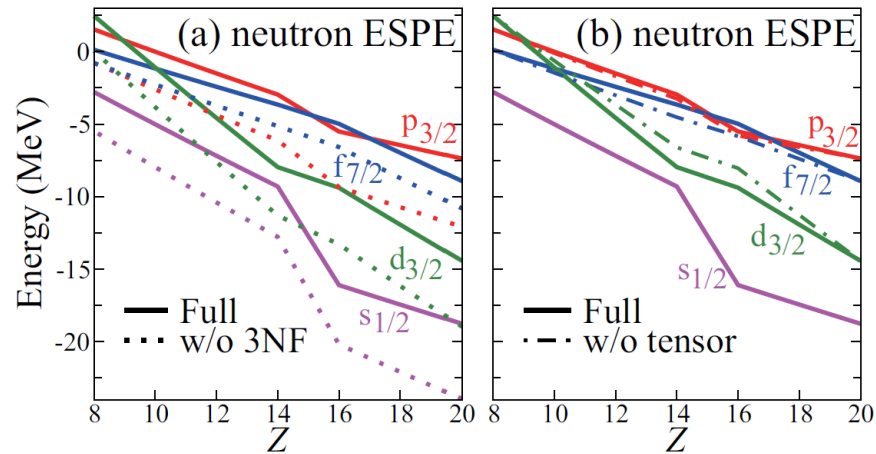 (a) neutron ESPE
(b) neutron ESPE
Energy (MeV)
0
-5
-10
-15
-20
p3/2
f7/2
d3/2
s1/2
Full
w/o 3NF
8 10 12 14 16 18 20
Z
p3/2
f7/2
d3/2
s1/2
Full
w/o tensor
8 10 12 14 16 18 20
Z